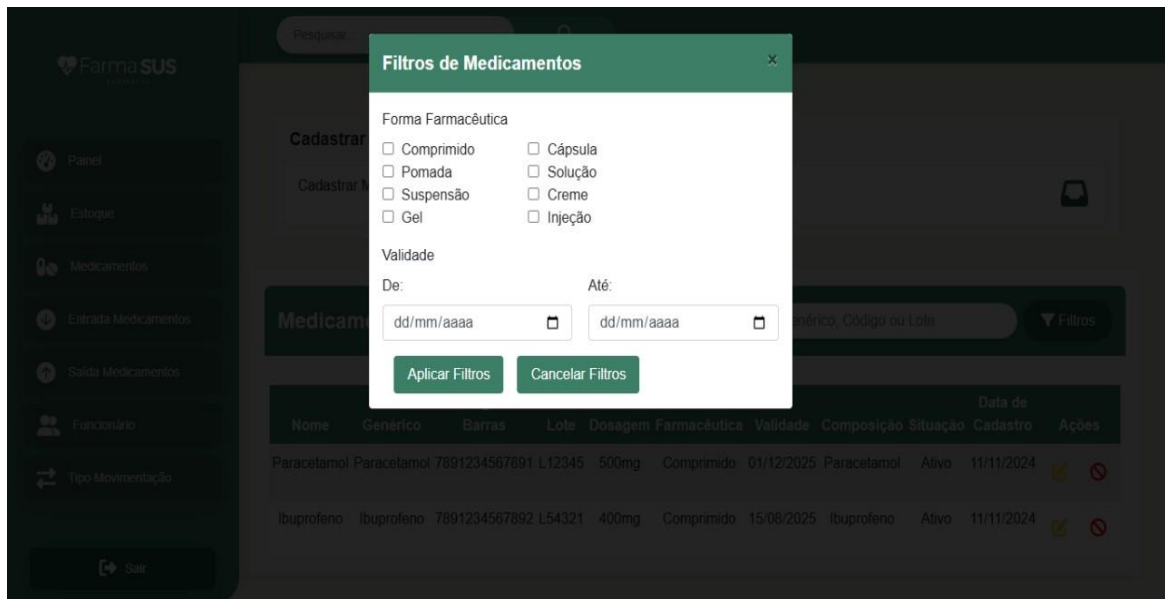 Pesquisar...
Farma SUS
Filtros de Medicamentos
×
Forma Farmacêutica
Comprimido
Cápsula
Pomada
Solução
Suspensão
Creme
Gel
Injeção
Validade
De:
Até:
dd/mm/aaaa
dd/mm/aaaa
Aplicar Filtros
Cancelar Filtros
Painel
Estoque
Medicamentos
Entrada Medicamentos
Saída Medicamentos
Funcionário
Tipo Movimentação
Sair
Cadastrar
Cadastrar M
Medicam
enérico, Código ou Lote
Filtros
Nome Genérico Barras Lote Dosagem Farmacêutica Validade Composição Situação Data de Cadastro Ações
Paracetamol Paracetamol 7891234567891 L12345 500mg Comprimido 01/12/2025 Paracetamol Ativo 11/11/2024
Ibuprofeno Ibuprofeno 7891234567892 L54321 400mg Comprimido 15/08/2025 Ibuprofeno Ativo 11/11/2024